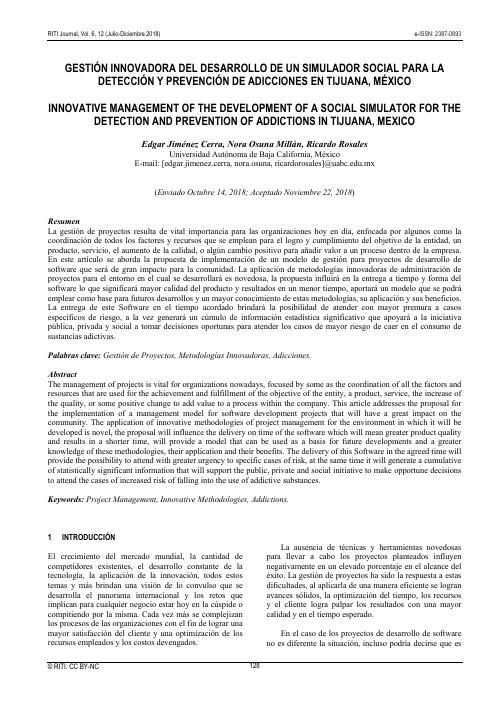 RITI Journal, Vol. 6, 12 (Julio-Diciembre 2018)
e-ISSN: 2387-0893
GESTIÓN INNOVADORA DEL DESARROLLO DE UN SIMULADOR SOCIAL PARA LA
DETECCIÓN Y PREVENCIÓN DE ADICCIONES EN TIJUANA, MÉXICO
INNOVATIVE MANAGEMENT OF THE DEVELOPMENT OF A SOCIAL SIMULATOR FOR THE
DETECTION AND PREVENTION OF ADDICTIONS IN TIJUANA, MEXICO
Edgar Jiménez Cerra, Nora Osuna Millán, Ricardo Rosales
Universidad Autónoma de Baja California, México
E-mail: [edgar.jimenez.cerra, nora.osuna, ricardorosales]@uabc.edu.mx
(Enviado Octubre 14, 2018; Aceptado Noviembre 22, 2018)
Resumen
La gestión de proyectos resulta de vital importancia para las organizaciones hoy en día, enfocada por algunos como la
coordinación de todos los factores y recursos que se emplean para el logro y cumplimiento del objetivo de la entidad, un
producto, servicio, el aumento de la calidad, o algún cambio positivo para añadir valor a un proceso dentro de la empresa.
En este artículo se aborda la propuesta de implementación de un modelo de gestión para proyectos de desarrollo de
software que será de gran impacto para la comunidad. La aplicación de metodologías innovadoras de administración de
proyectos para el entorno en el cual se desarrollará es novedoso, la propuesta influirá en la entrega a tiempo y forma del
software lo que significará mayor calidad del producto y resultados en un menor tiempo, aportará un modelo que se podrá
emplear como base para futuros desarrollos y un mayor conocimiento de estas metodologías, su aplicación y sus beneficios.
La entrega de este Software en el tiempo acordado brindará la posibilidad de atender con mayor premura a casos
específicos de riesgo, a la vez generará un cúmulo de información estadística significativo que apoyará a la iniciativa
pública, privada y social a tomar decisiones oportunas para atender los casos de mayor riesgo de caer en el consumo de
sustancias adictivas.
Palabras clave: Gestión de Proyectos, Metodologías Innovadoras, Adicciones.
Abstract
The management of projects is vital for organizations nowadays, focused by some as the coordination of all the factors and
resources that are used for the achievement and fulfillment of the objective of the entity, a product, service, the increase of
the quality, or some positive change to add value to a process within the company. This article addresses the proposal for
the implementation of a management model for software development projects that will have a great impact on the
community. The application of innovative methodologies of project management for the environment in which it will be
developed is novel, the proposal will influence the delivery on time of the software which will mean greater product quality
and results in a shorter time, will provide a model that can be used as a basis for future developments and a greater
knowledge of these methodologies, their application and their benefits. The delivery of this Software in the agreed time will
provide the possibility to attend with greater urgency to specific cases of risk, at the same time it will generate a cumulative
of statistically significant information that will support the public, private and social initiative to make opportune decisions
to attend the cases of increased risk of falling into the use of addictive substances.
Keywords: Project Management, Innovative Methodologies, Addictions.
1 INTRODUCCIÓN
El crecimiento del mercado mundial, la cantidad de
competidores existentes, el desarrollo constante de la
tecnología, la aplicación de la innovación, todos estos
temas y más brindan una visión de lo convulso que se
desarrolla el panorama internacional y los retos que
implican para cualquier negocio estar hoy en la cúspide o
compitiendo por la misma. Cada vez más se complejizan
los procesos de las organizaciones con el fin de lograr una
mayor satisfacción del cliente y una optimización de los
recursos empleados y los costos devengados.
La ausencia de técnicas y herramientas novedosas
para llevar a cabo los proyectos planteados influyen
negativamente en un elevado porcentaje en el alcance del
éxito. La gestión de proyectos ha sido la respuesta a estas
dificultades, al aplicarla de una manera eficiente se logran
avances sólidos, la optimización del tiempo, los recursos
y el cliente logra palpar los resultados con una mayor
calidad y en el tiempo esperado.
En el caso de los proyectos de desarrollo de software
no es diferente la situación, incluso podría decirse que es
© RITI. CC BY-NC
128